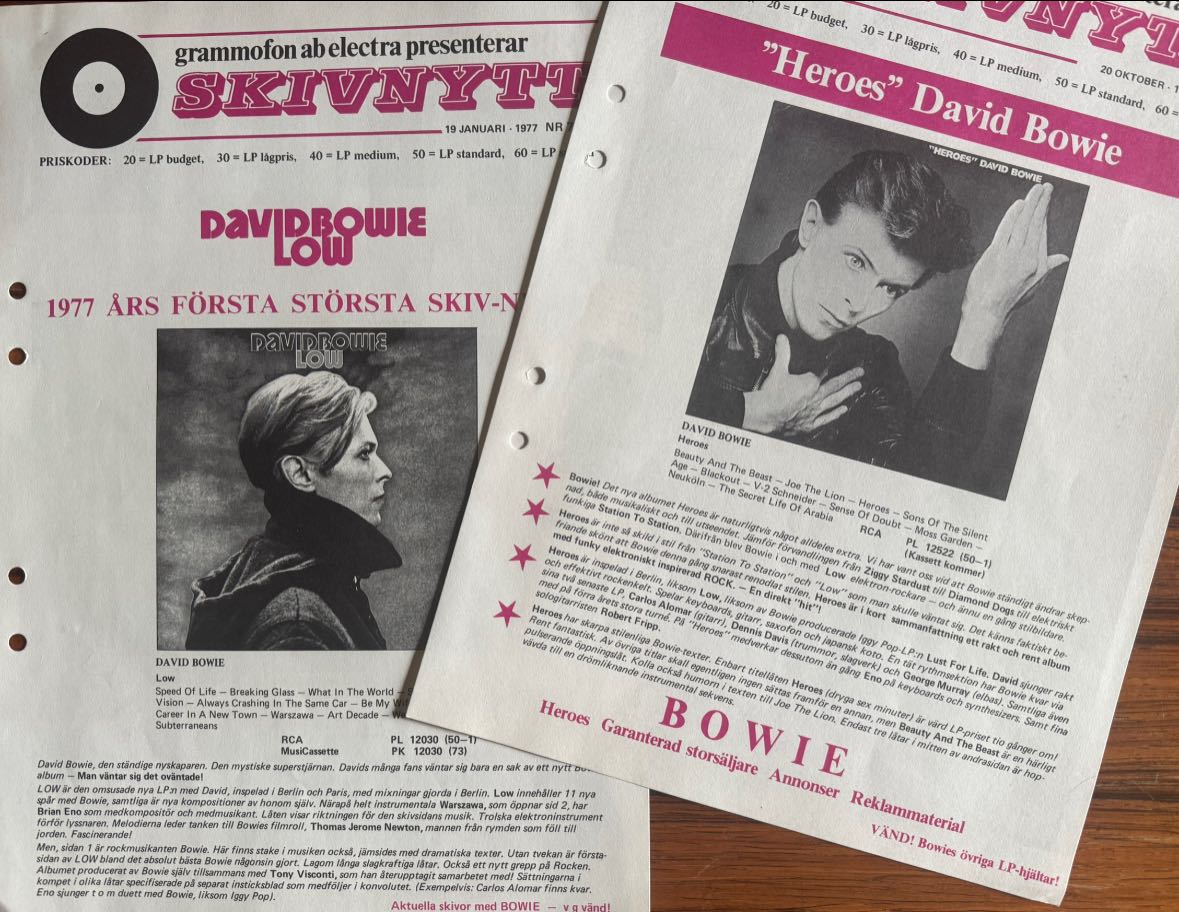 grammofon ab electra presenterar
SKIVNYTT
19 JANUARI · 1977 NR
PRISKODER: 20 = LP budget, 30 = LP lågpris, 40 = LP medium, 50 = LP standard, 60 = LP
DAVID BOWIE
LOW
1977 ÅRS FÖRSTA STÖRSTA SKIV-N
DAVID BOWIE
LOW
DAVID BOWIE
Low
Speed Of Life – Breaking Glass – What In The World –
Vision – Always Crashing In The Same Car – Be My
Career In A New Town – Warszawa – Art Decade –
Subterraneans
RCA PL 12030 (50–1)
MusiCassette PK 12030 (73)
David Bowie, den ständige nyskaparen. Den mystiske superstjärnan. Davids många fans väntar sig bara en sak av ett nytt
album – Man väntar sig det oväntade!
LOW är den omusade nya LP:n med David, inspelad i Berlin och Paris, med mixningar gjorda i Berlin. Low innehåller 11 nya
spår med Bowie, samtliga är nya kompositioner av honom själv. Närapå helt instrumentala Warszawa, som öppnar sid 2, har
Brian Eno som medkompositör och medmusikant. Låten visar riktningen för den skivsidans musik. Trolska elektroninstrument
förför lyssnaren. Melodierna leder tanken till Bowies filmroll, Thomas Jerome Newton, mannen från rymden som föll till
jorden. Fascinerande!
Men, sidan 1 är rockmusikanten Bowie. Här finns stake i musiken också, jämsides med dramatiska texter. Utan tvekan är första-
sidan av LOW bland det absolut bästa Bowie någonsin gjort. Lagom långa slagkraftiga låtar. Också ett nytt grepp på Rocken.
Albumet producerat av Bowie själv tillsammans med Tony Visconti, som han återupptagit samarbetet med! Sättningarna i
kompet i olika låtar specifiserade på separat insticksblad som medföljer i konvolutet. (Exempelvis: Carlos Alomar finns kvar.
Eno sjunger t o m duett med Bowie, liksom Iggy Pop).
Aktuella skivor med BOWIE – v g vänd!
SKIVNYTT
20 = LP budget, 30 = LP lågpris, 40 = LP medium, 50 = LP standard, 60 =
20 OKTOBER ·
"Heroes" David Bowie
"HEROES" DAVID BOWIE
DAVID BOWIE
Heroes
Beauty And The Beast – Joe The Lion – Heroes – Sons Of The Silent
Age – Blackout – V-2 Schneider – Sense Of Doubt – Moss Garden –
Neuköln – The Secret Life Of Arabia
RCA PL 12522 (50–1)
(Kassett kommer)
Bowie! Det nya albumet Heroes är naturligtvis något alldeles extra. Vi har vant oss vid att Bowie ständigt ändrar skep-
nad, både musikaliskt och till utseendet. Jämför förvandlingen från Ziggy Stardust till Diamond Dogs till elektriskt
funkiga Station To Station. Därifrån blev Bowie i och med Low elektron-rockare – och ännu en gång stilbildare.
Heroes är inte så skild i stil från "Station To Station" och "Low" som man skulle väntat sig. Det känns faktiskt be-
friande skönt att Bowie denna gång snarast renodlat stilen. Heroes är i kort sammanfattning ett rakt och rent album
med funky elektroniskt inspirerad ROCK. – En direkt "hit"!
Heroes är inspelad i Berlin, liksom Low, liksom av Bowie producerade Iggy Pop-LP:n Lust For Life. David sjunger rakt
och effektivt rockenkelt. Spelar keyboards, gitarr, saxofon och japansk koto. En tät rythmsektion har Bowie kvar via
sina två senaste LP. Carlos Alomar (gitarr), Dennis Davis (trummor, slagverk) och George Murray (elbas). Samtliga även
med på förra årets stora turné. På "Heroes" medverkar dessutom än gång Eno på keyboards och synthesizers. Samt fina
sologitarristen Robert Fripp.
Heroes har skarpa stilenliga Bowie-texter. Enbart titellåten Heroes (dryga sex minuter) är värd LP-priset tio gånger om!
Rent fantastisk. Av övriga titlar skall egentligen ingen sättas framför en annan, men Beauty And The Beast är en härligt
pulserande öppningslåt. Kolla också humorn i texten till Joe The Lion. Endast tre låtar i mitten av andrasidan är hop-
vävda till en drömliknande instrumental sekvens.
BOWIE
Heroes Garanterad storsäljare Annonser Reklammaterial
VÄND! Bowies övriga LP-hjältar!